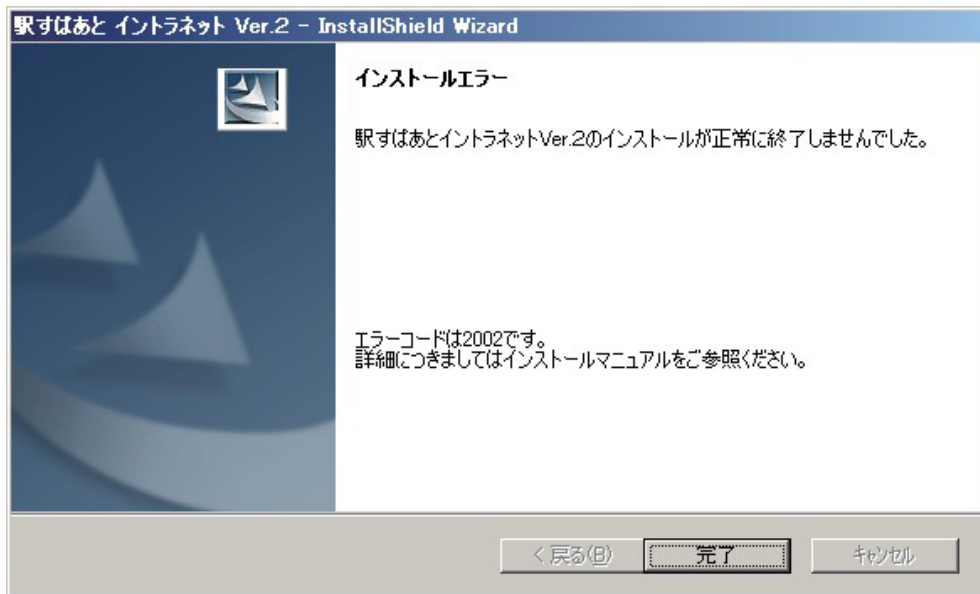 駅すぱあと イントラネット Ver.2 - InstallShield Wizard
インストールエラー
駅すぱあとイントラネットVer.2のインストールが正常に終了しませんでした。
エラーコードは2002です。
詳細につきましてはインストールマニュアルをご参照ください。
< 戻る(B)
完了
キャンセル